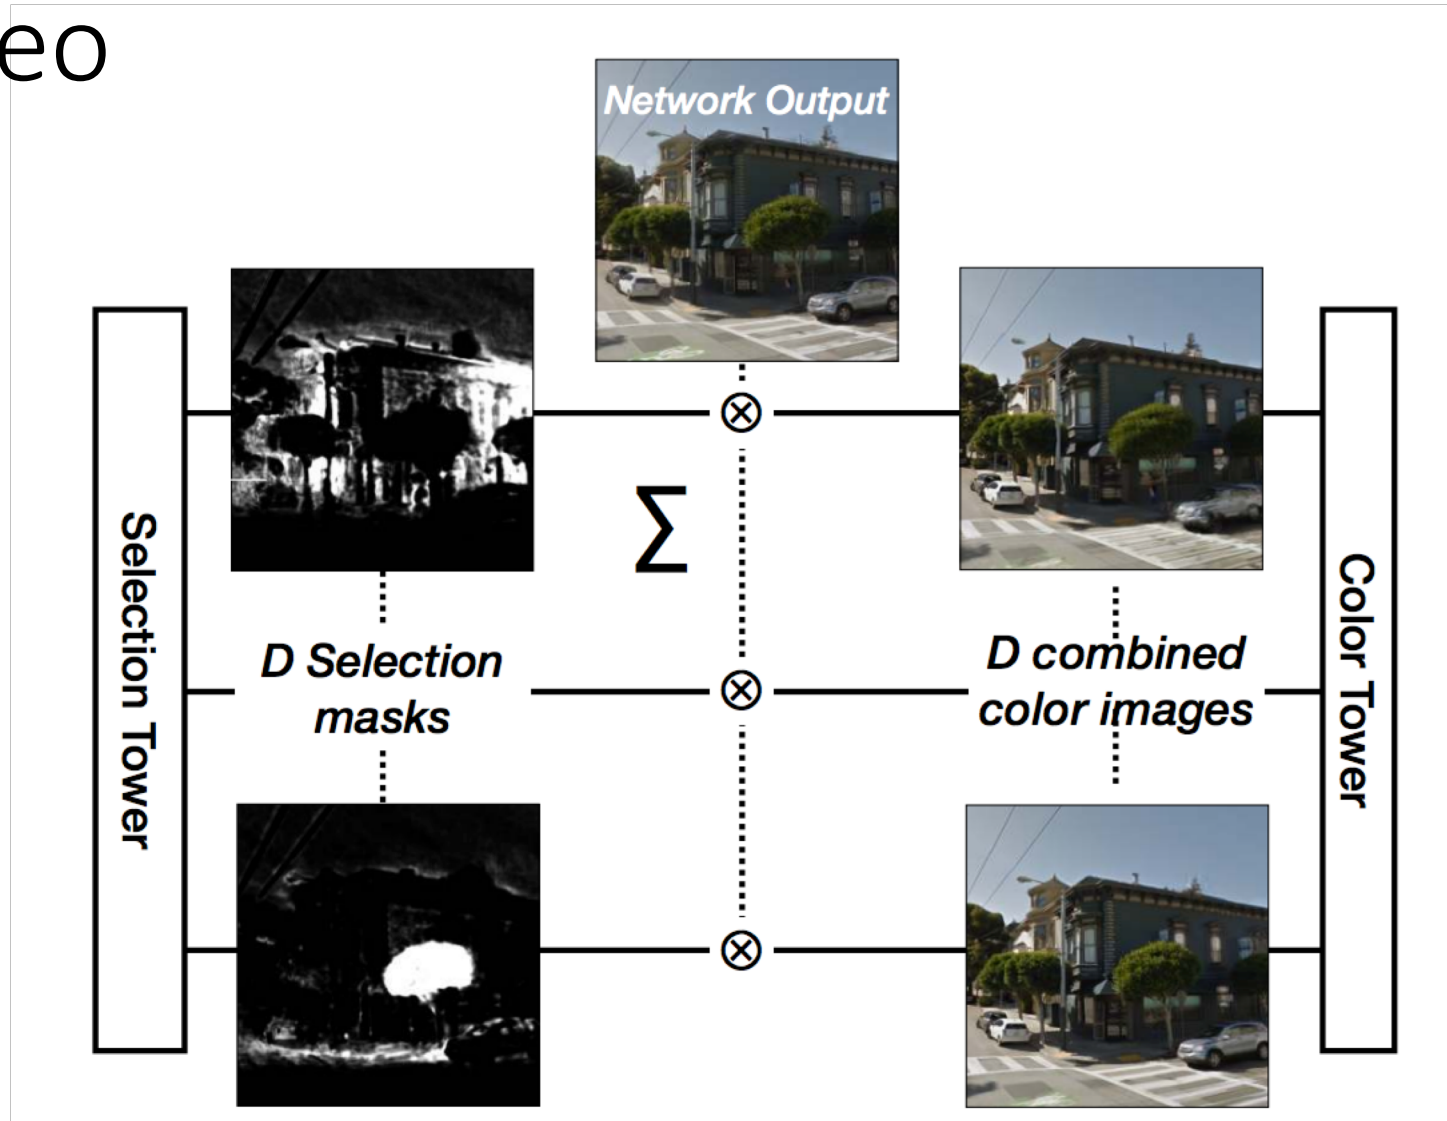 eo
Network Output
Selection Tower
D Selection
masks
∑
D combined
color images
Color Tower